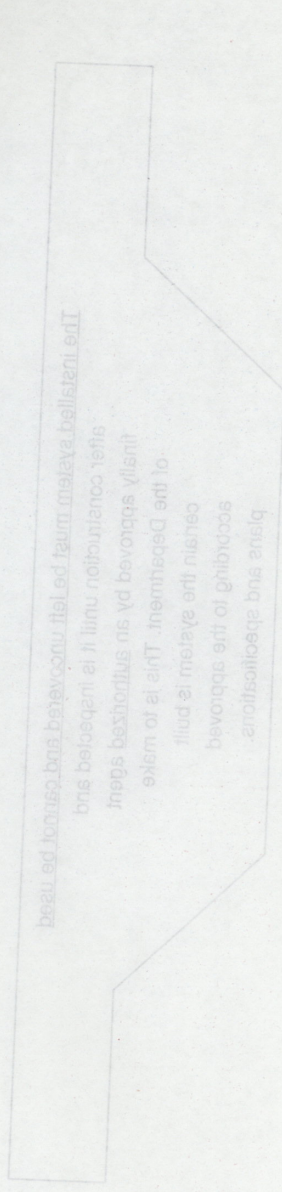 The installed system must be left uncovered and cannot be used
after construction until it is inspected and
finally approved by an authorized agent
of the Department. This is to make
certain the system is built
according to the approved
plans and specifications.